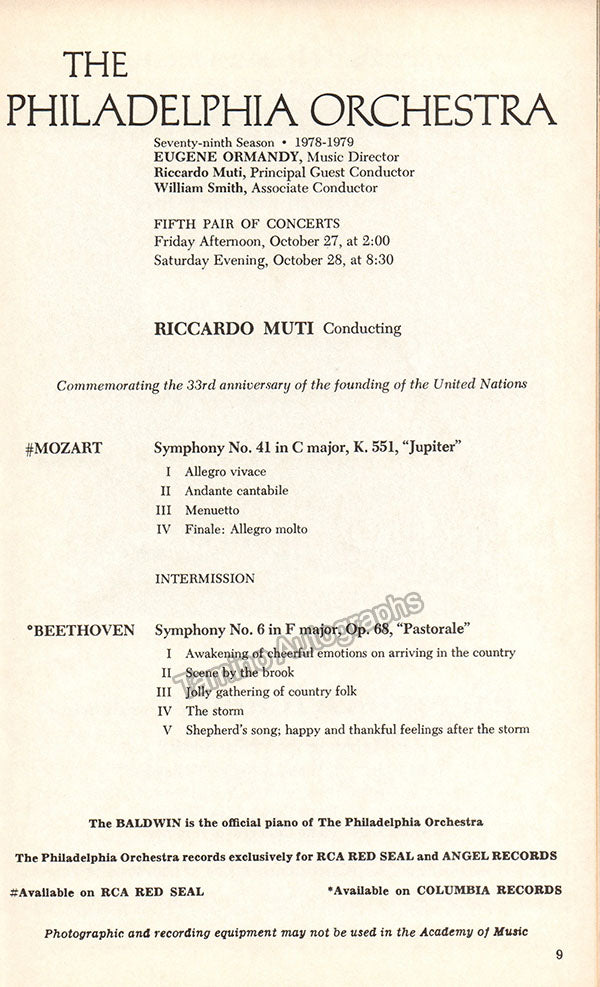 THE
PHILADELPHIA ORCHESTRA
Seventy-ninth Season • 1978-1979
EUGENE ORMANDY, Music Director
Riccardo Muti, Principal Guest Conductor
William Smith, Associate Conductor
FIFTH PAIR OF CONCERTS
Friday Afternoon, October 27, at 2:00
Saturday Evening, October 28, at 8:30
RICCARDO MUTI Conducting
Commemorating the 33rd anniversary of the founding of the United Nations
#MOZART Symphony No. 41 in C major, K. 551, "Jupiter"
I Allegro vivace
II Andante cantabile
III Menuetto
IV Finale: Allegro molto
INTERMISSION
°BEETHOVEN Symphony No. 6 in F major, Op. 68, "Pastorale"
I Awakening of cheerful emotions on arriving in the country
II Scene by the brook
III Jolly gathering of country folk
IV The storm
V Shepherd's song; happy and thankful feelings after the storm
Tamino Autographs
The BALDWIN is the official piano of The Philadelphia Orchestra
The Philadelphia Orchestra records exclusively for RCA RED SEAL and ANGEL RECORDS
#Available on RCA RED SEAL *Available on COLUMBIA RECORDS
Photographic and recording equipment may not be used in the Academy of Music
9